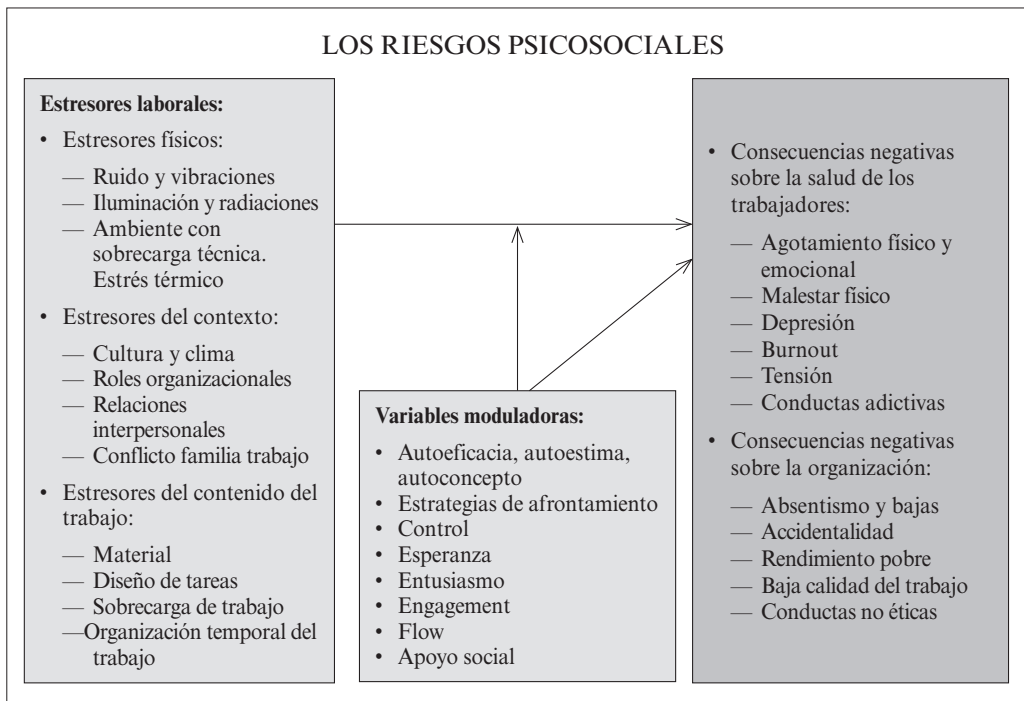 LOS RIESGOS PSICOSOCIALES
Estresores laborales:
• Estresores físicos:
— Ruido y vibraciones
— Iluminación y radiaciones
— Ambiente con
sobrecarga técnica.
Estrés térmico
• Estresores del contexto:
— Cultura y clima
— Roles organizacionales
— Relaciones
interpersonales
— Conflicto familia trabajo
• Estresores del contenido del
trabajo:
— Material
— Diseño de tareas
— Sobrecarga de trabajo
—Organización temporal del
trabajo
Variables moduladoras:
• Autoeficacia, autoestima,
autoconcepto
• Estrategias de afrontamiento
• Control
• Esperanza
• Entusiasmo
• Engagement
• Flow
• Apoyo social
• Consecuencias negativas
sobre la salud de los
trabajadores:
— Agotamiento físico y
emocional
— Malestar físico
— Depresión
— Burnout
— Tensión
— Conductas adictivas
• Consecuencias negativas
sobre la organización:
— Absentismo y bajas
— Accidentalidad
— Rendimiento pobre
— Baja calidad del trabajo
— Conductas no éticas